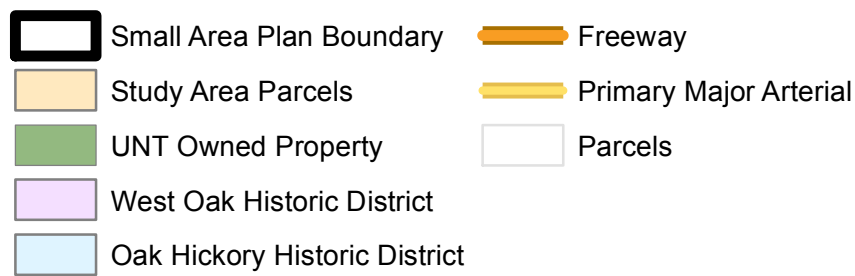 Small Area Plan Boundary
Study Area Parcels
UNT Owned Property
West Oak Historic District
Oak Hickory Historic District
Freeway
Primary Major Arterial
Parcels